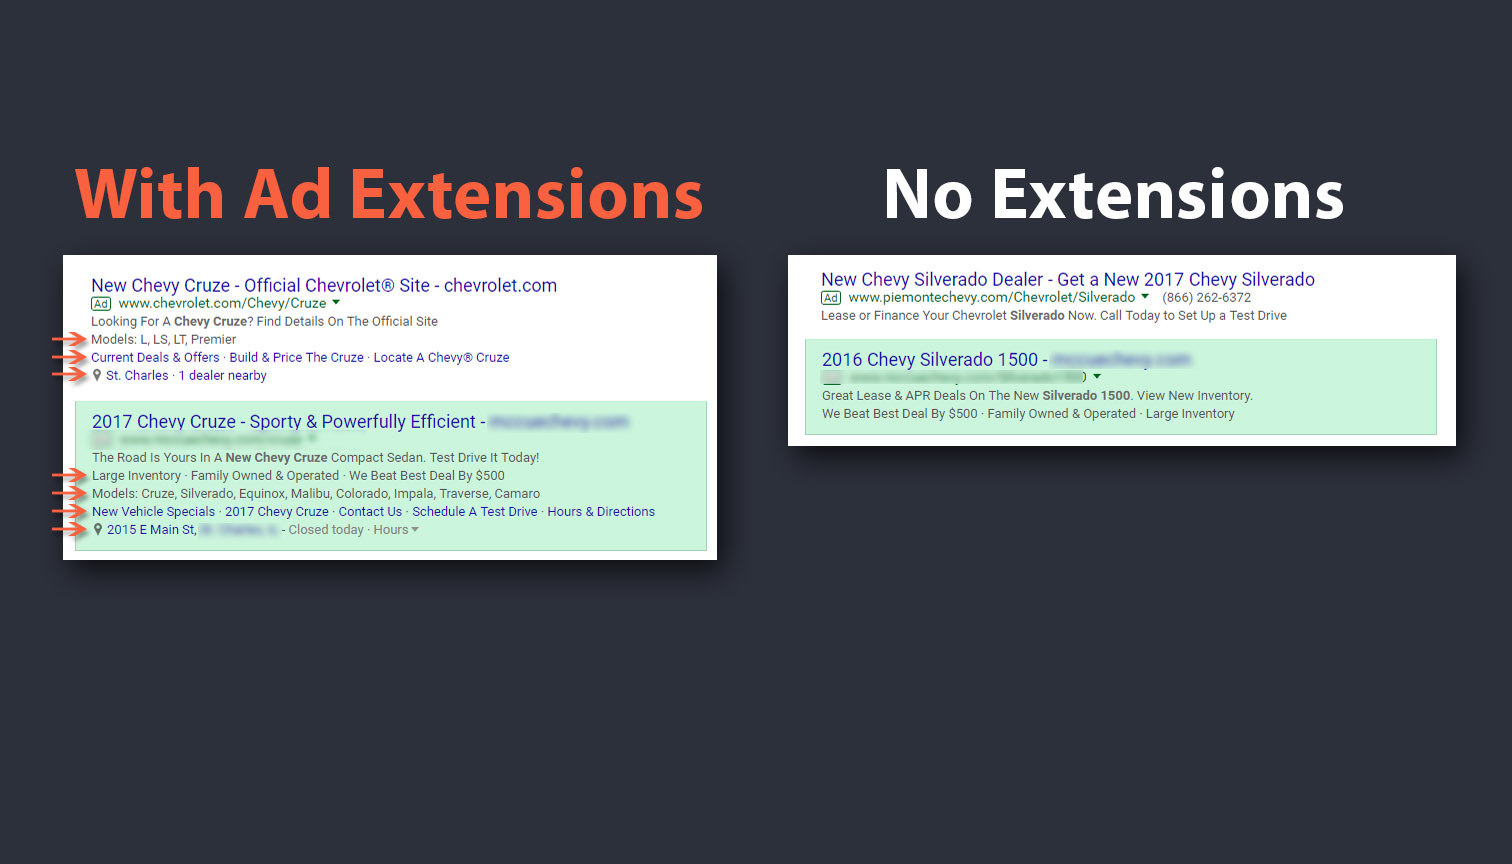 With Ad Extensions
New Chevy Cruze - Official Chevrolet® Site - chevrolet.com
Ad www.chevrolet.com/Chevy/Cruze
Looking For A Chevy Cruze? Find Details On The Official Site
Models: L, LS, LT, Premier
Current Deals & Offers · Build & Price The Cruze · Locate A Chevy® Cruze
St. Charles · 1 dealer nearby
2017 Chevy Cruze - Sporty & Powerfully Efficient -
The Road Is Yours In A New Chevy Cruze Compact Sedan. Test Drive It Today!
Large Inventory · Family Owned & Operated · We Beat Best Deal By $500
Models: Cruze, Silverado, Equinox, Malibu, Colorado, Impala, Traverse, Camaro
New Vehicle Specials · 2017 Chevy Cruze · Contact Us · Schedule A Test Drive · Hours & Directions
2015 E Main St, - Closed today · Hours
No Extensions
New Chevy Silverado Dealer - Get a New 2017 Chevy Silverado
Ad www.piemontechevy.com/Chevrolet/Silverado (866) 262-6372
Lease or Finance Your Chevrolet Silverado Now. Call Today to Set Up a Test Drive
2016 Chevy Silverado 1500 -
Great Lease & APR Deals On The New Silverado 1500. View New Inventory.
We Beat Best Deal By $500 · Family Owned & Operated · Large Inventory